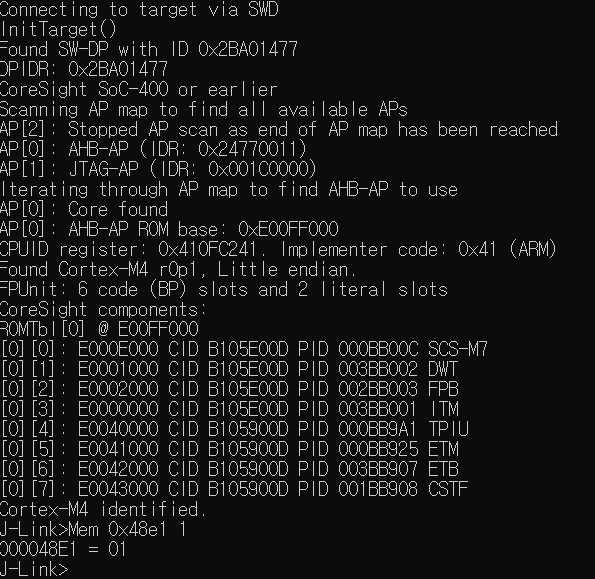 Connecting to target via SWD
InitTarget()
Found SW-DP with ID 0x2BA01477
DPIDR: 0x2BA01477
CoreSight SoC-400 or earlier
Scanning AP map to find all available APs
AP[2]: Stopped AP scan as end of AP map has been reached
AP[0]: AHB-AP (IDR: 0x24770011)
AP[1]: JTAG-AP (IDR: 0x001C0000)
Iterating through AP map to find AHB-AP to use
AP[0]: Core found
AP[0]: AHB-AP ROM base: 0xE00FF000
CPUID register: 0x410FC241. Implementer code: 0x41 (ARM)
Found Cortex-M4 r0p1, Little endian.
FPUnit: 6 code (BP) slots and 2 literal slots
CoreSight components:
ROMTbl[0] @ E00FF000
[0][0]: E000E000 CID B105E00D PID 000BB00C SCS-M7
[0][1]: E0001000 CID B105E00D PID 003BB002 DWT
[0][2]: E0002000 CID B105E00D PID 002BB003 FPB
[0][3]: E0000000 CID B105E00D PID 003BB001 ITM
[0][4]: E0040000 CID B105900D PID 000BB9A1 TPIU
[0][5]: E0041000 CID B105900D PID 000BB925 ETM
[0][6]: E0042000 CID B105900D PID 003BB907 ETB
[0][7]: E0043000 CID B105900D PID 001BB908 CSTF
Cortex-M4 identified.
J-Link>Mem 0x48e1 1
000048E1 = 01
J-Link>